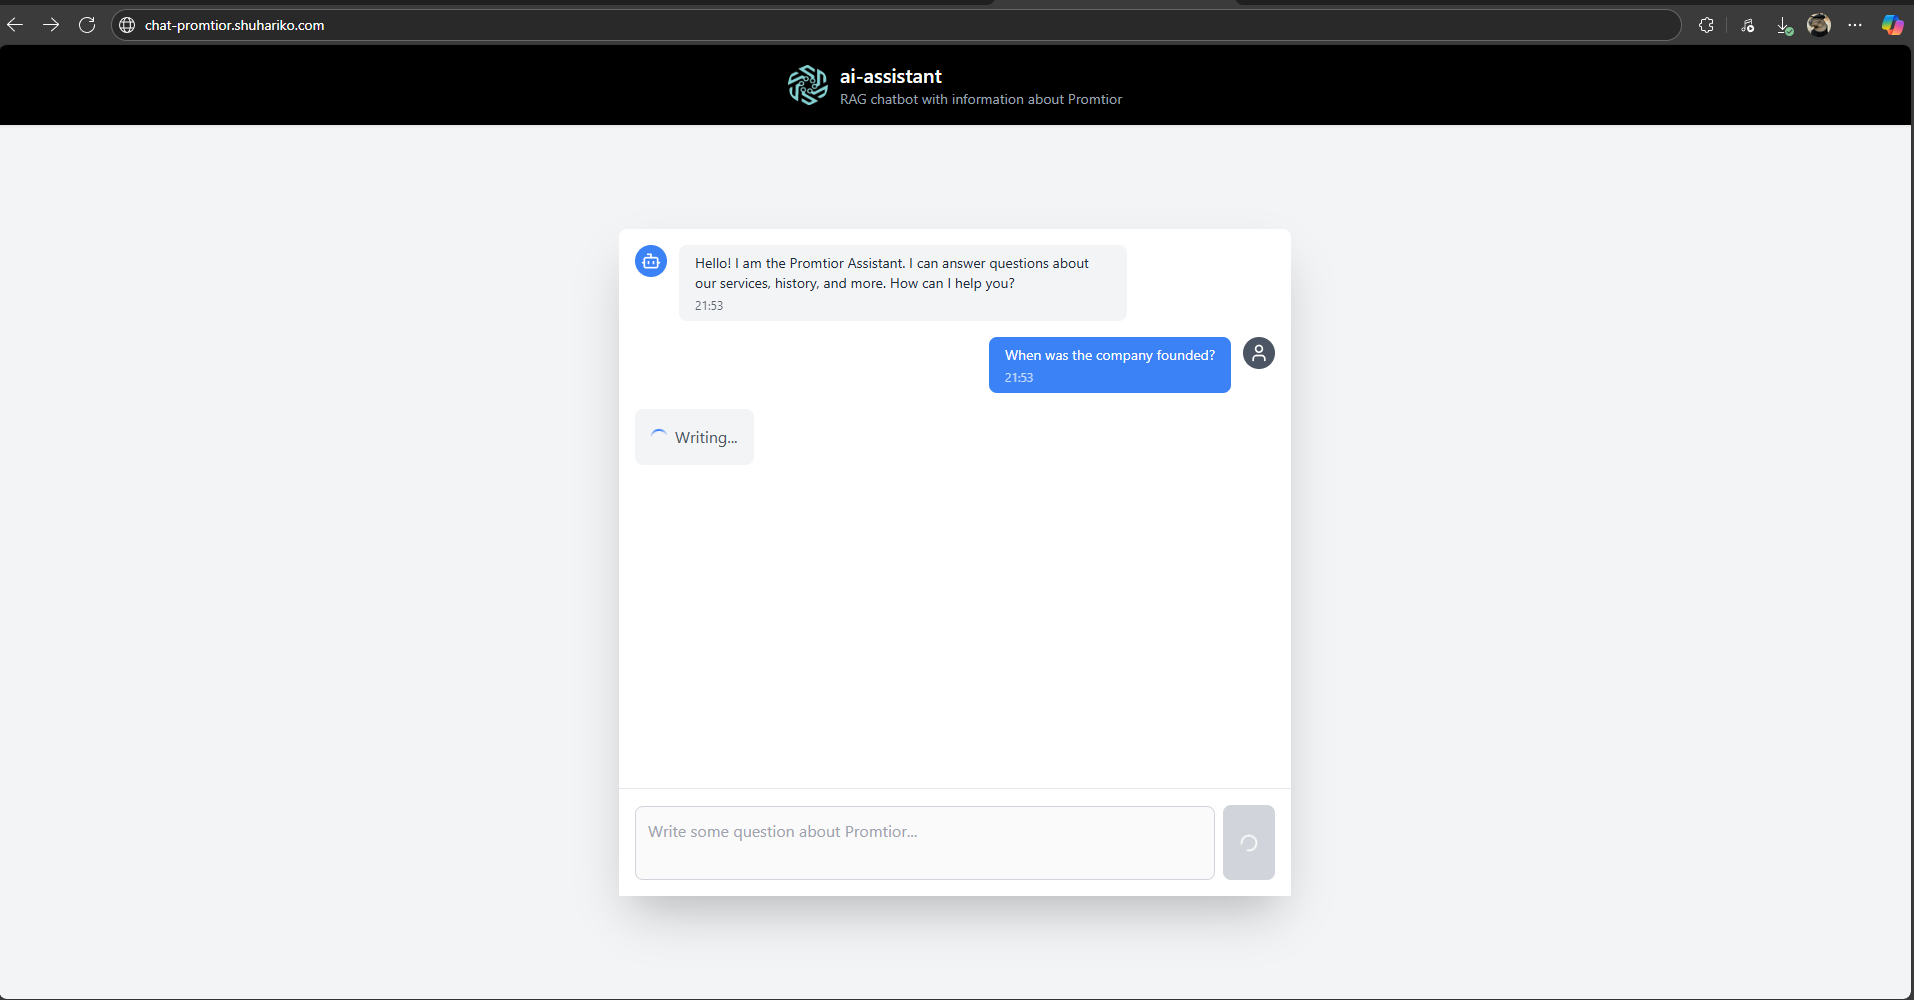 chat-promtior.shuhariko.com
ai-assistant
RAG chatbot with information about Promtior
Hello! I am the Promtior Assistant. I can answer questions about
our services, history, and more. How can I help you?
21:53
When was the company founded?
21:53
Writing...
Write some question about Promtior...